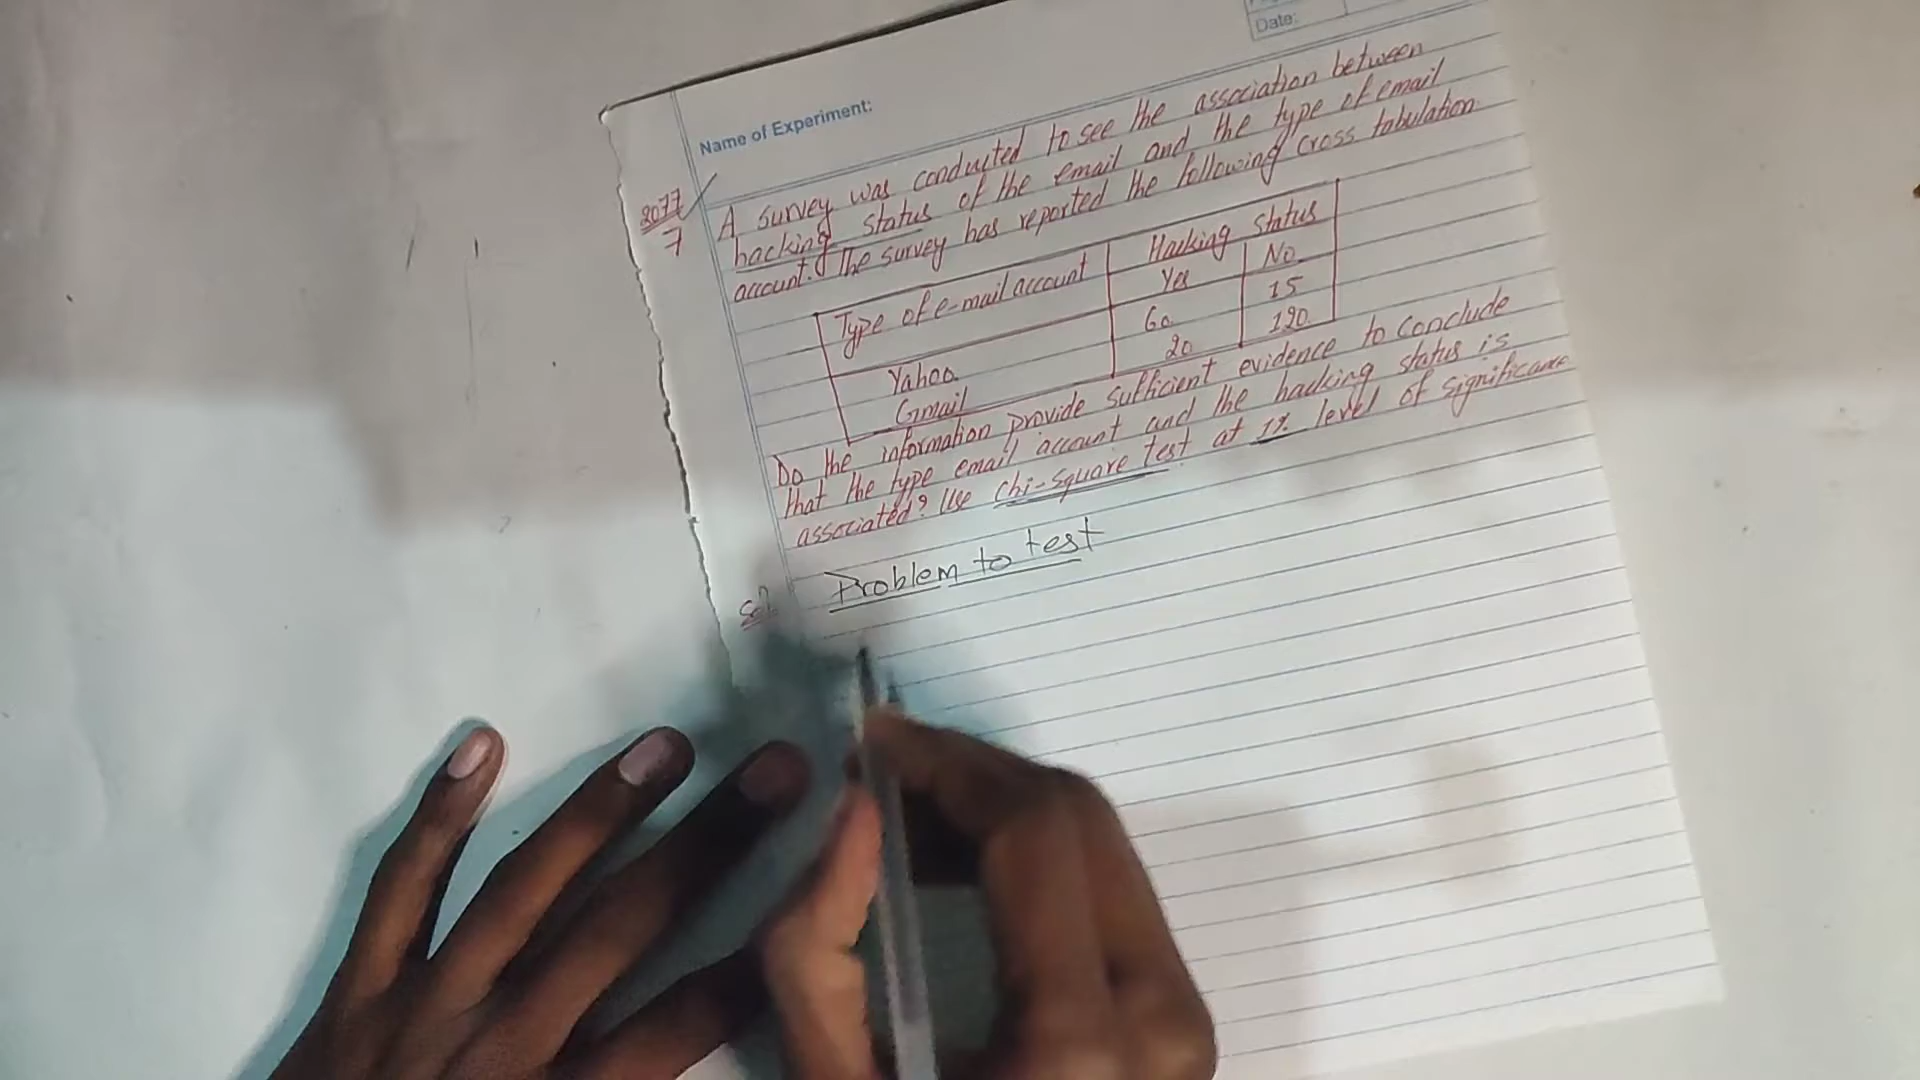 Date:
Name of Experiment:
2077
7
A survey was conducted to see the association between
hacking status of the email and the type of email
account. The survey has reported the following cross tabulation
Type of e-mail account Hacking Status
Yes No
Yahoo 60 15
Gmail 20 120
Do the information provide sufficient evidence to conclude
that the type email account and the hacking status is
associated? Use Chi-square test at 1% level of significance
Sol:
Problem to test